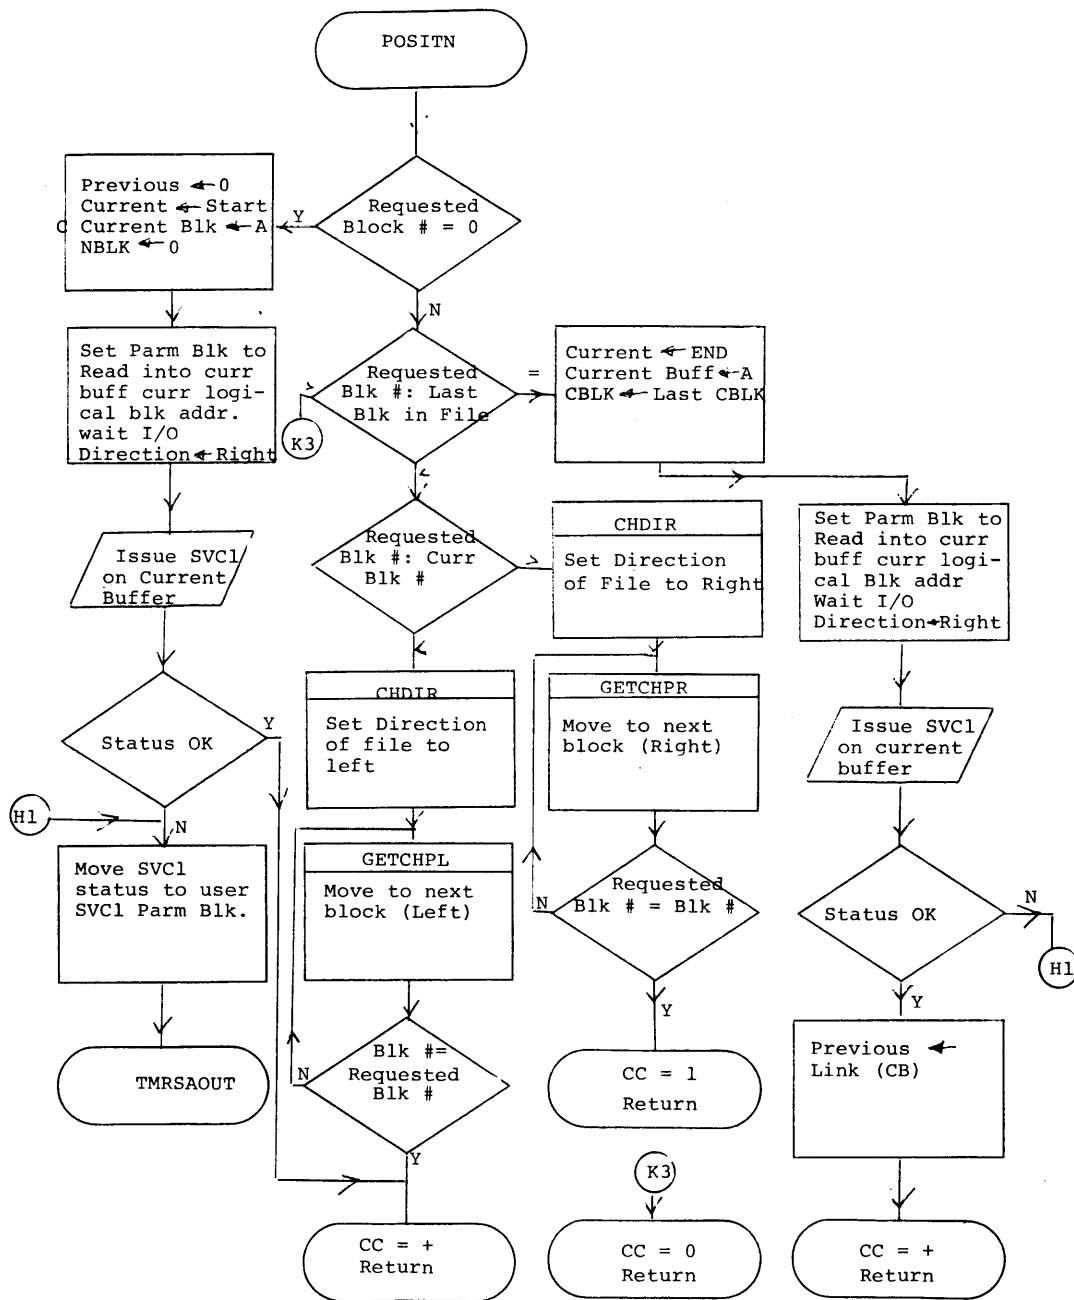 POSITN
Previous ← 0
Current ← Start
C Current Blk ← A
NBLK ← 0
Y
Requested
Block # = 0
N
Set Parm Blk to
Read into curr
buff curr logi-
cal blk addr.
wait I/O
Direction ← Right
>
K3
Requested
Blk #: Last
Blk in File
=
Current ← END
Current Buff ← A
CBLK ← Last CBLK
<
Issue SVC1
on Current
Buffer
Requested
Blk #: Curr
Blk #
>
CHDIR
Set Direction
of File to Right
Set Parm Blk to
Read into curr
buff curr logi-
cal Blk addr
Wait I/O
Direction ← Right
<
Status OK
Y
H1
N
CHDIR
Set Direction
of file to
left
GETCHPR
Move to next
block (Right)
Issue SVC1
on current
buffer
Move SVC1
status to user
SVC1 Parm Blk.
GETCHPL
Move to next
block (Left)
N
Requested
Blk # = Blk #
Y
Status OK
N
H1
Y
TMRSAOUT
N
Blk #=
Requested
Blk #
Y
CC = 1
Return
Previous ←
Link (CB)
K3
CC = +
Return
CC = 0
Return
CC = +
Return